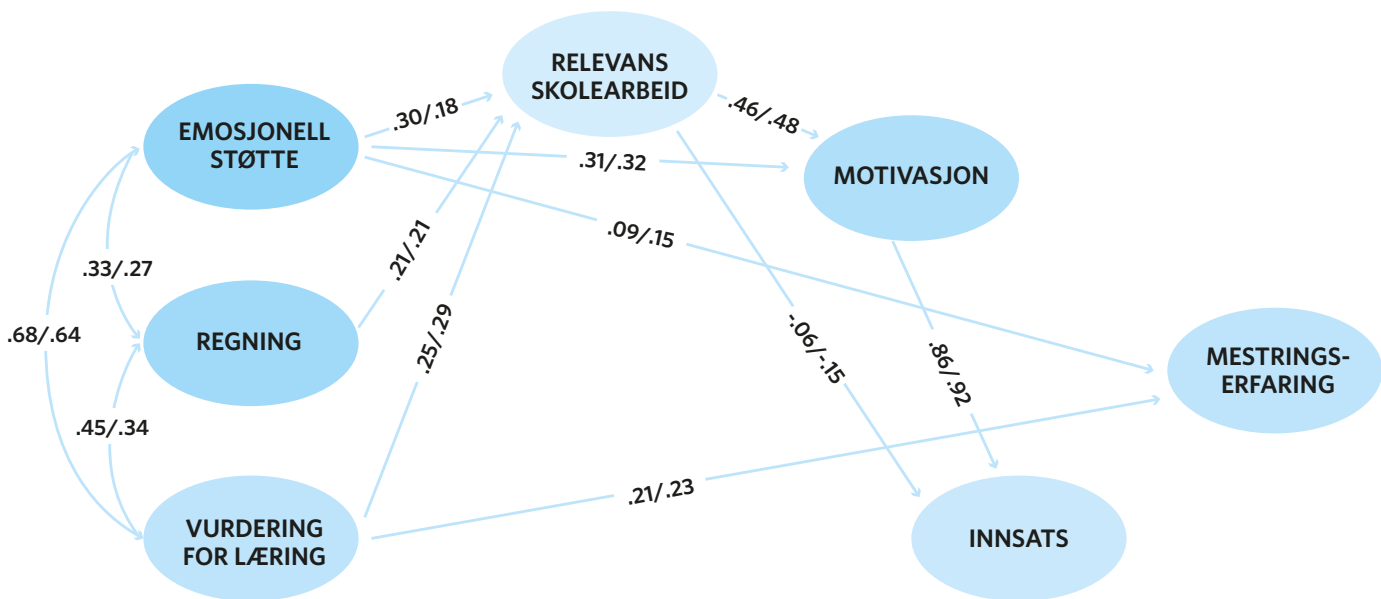 RELEVANS
SKOLEARBEID
.30/.18
.46/.48
EMOSJONELL
STØTTE
.31/.32
MOTIVASJON
.09/.15
.21/.21
.33/.27
.68/.64
REGNING
.25/.29
-.06/-.15
.86/.92
MESTRINGS-
ERFARING
.45/.34
.21/.23
VURDERING
FOR LÆRING
INNSATS